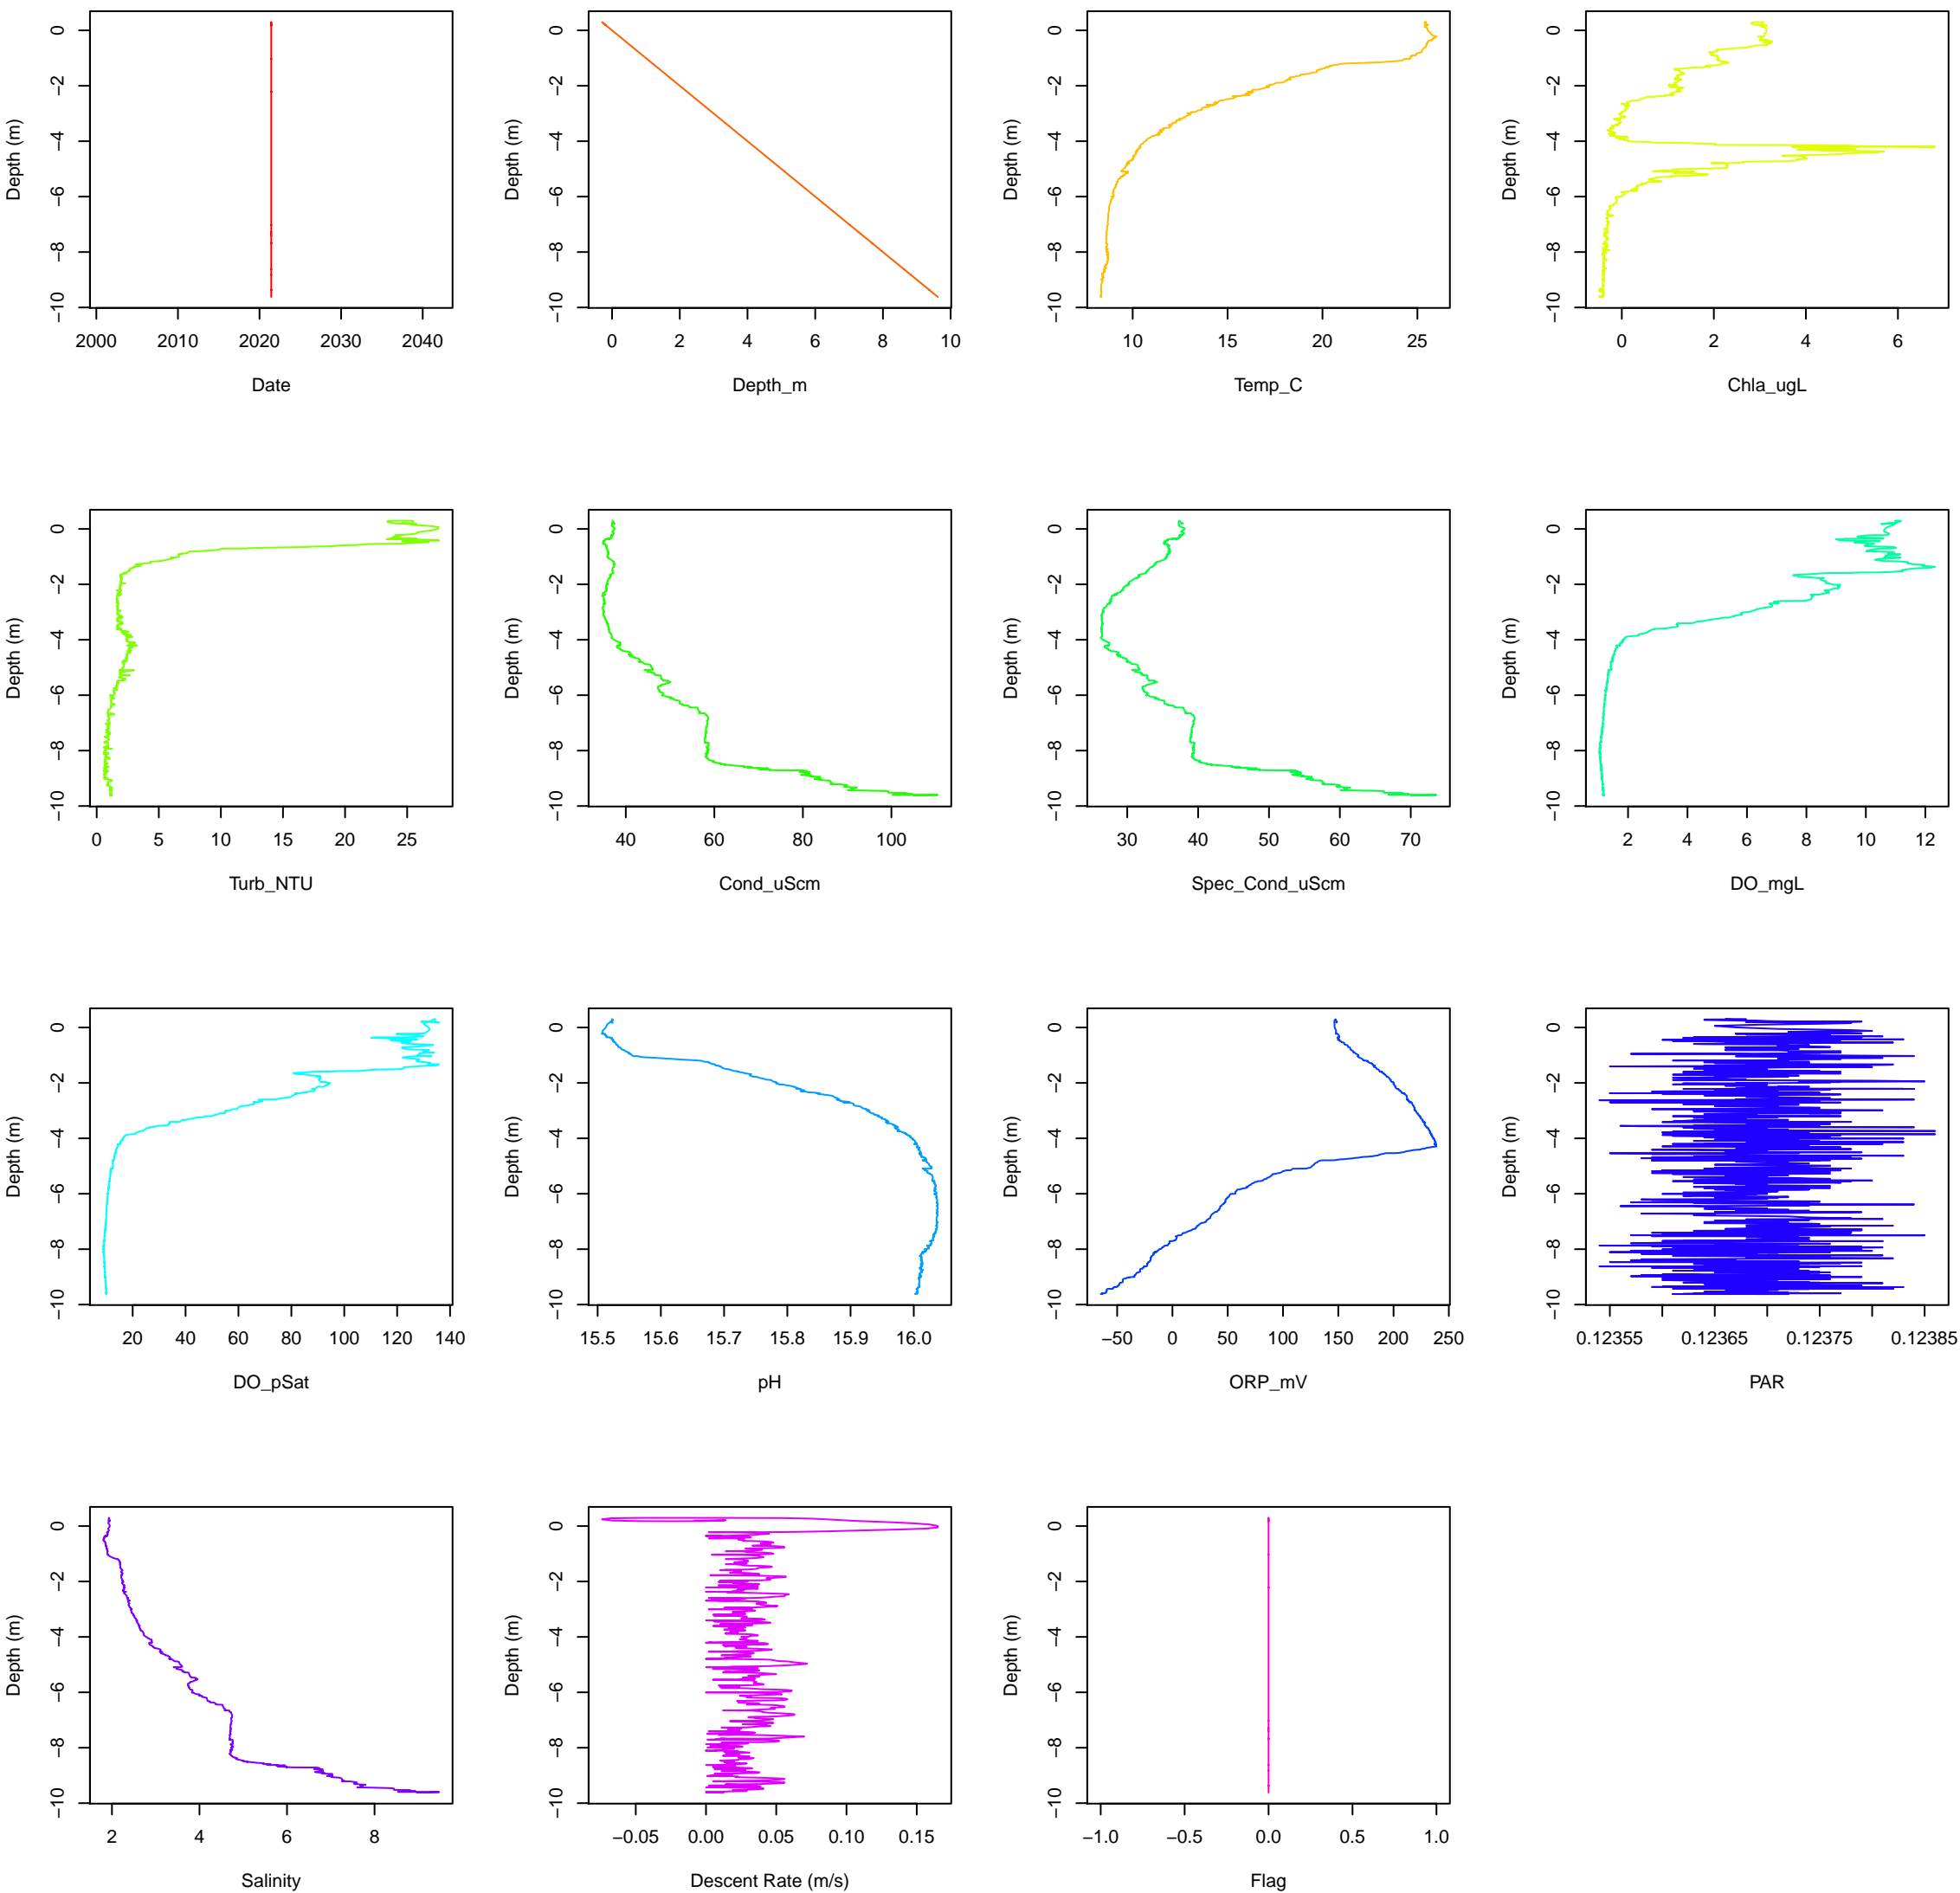 Depth (m)
0
−2
−4
−6
−8
−10
2000 2010 2020 2030 2040
Date
Depth (m)
0
−2
−4
−6
−8
−10
0 2 4 6 8 10
Depth_m
Depth (m)
0
−2
−4
−6
−8
−10
10 15 20 25
Temp_C
Depth (m)
0
−2
−4
−6
−8
−10
0 2 4 6
Chla_ugL
Depth (m)
0
−2
−4
−6
−8
−10
0 5 10 15 20 25
Turb_NTU
Depth (m)
0
−2
−4
−6
−8
−10
40 60 80 100
Cond_uScm
Depth (m)
0
−2
−4
−6
−8
−10
30 40 50 60 70
Spec_Cond_uScm
Depth (m)
0
−2
−4
−6
−8
−10
2 4 6 8 10 12
DO_mgL
Depth (m)
0
−2
−4
−6
−8
−10
20 40 60 80 100 120 140
DO_pSat
Depth (m)
0
−2
−4
−6
−8
−10
15.5 15.6 15.7 15.8 15.9 16.0
pH
Depth (m)
0
−2
−4
−6
−8
−10
−50 0 50 100 150 200 250
ORP_mV
Depth (m)
0
−2
−4
−6
−8
−10
0.12355 0.12365 0.12375 0.12385
PAR
Depth (m)
0
−2
−4
−6
−8
−10
2 4 6 8
Salinity
Depth (m)
0
−2
−4
−6
−8
−10
−0.05 0.00 0.05 0.10 0.15
Descent Rate (m/s)
Depth (m)
0
−2
−4
−6
−8
−10
−1.0 −0.5 0.0 0.5 1.0
Flag